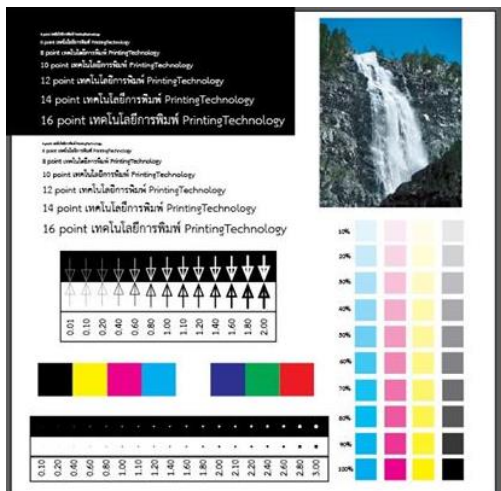 8 point เทคโนโลยีการพิมพ์ PrintingTechnology
10 point เทคโนโลยีการพิมพ์ PrintingTechnology
12 point เทคโนโลยีการพิมพ์ PrintingTechnology
14 point เทคโนโลยีการพิมพ์ PrintingTechnology
16 point เทคโนโลยีการพิมพ์ PrintingTechnology
8 point เทคโนโลยีการพิมพ์ PrintingTechnology
10 point เทคโนโลยีการพิมพ์ PrintingTechnology
12 point เทคโนโลยีการพิมพ์ PrintingTechnology
14 point เทคโนโลยีการพิมพ์ PrintingTechnology
16 point เทคโนโลยีการพิมพ์ PrintingTechnology
0.01 0.10 0.20 0.40 0.60 0.80 1.00 1.10 1.20 1.40 1.60 1.80 2.00
0.10 0.20 0.40 0.60 0.80 1.00 1.10 1.20 1.40 1.60 1.80 2.00 2.20 2.40 2.60 2.80 3.00
10%
20%
30%
40%
50%
60%
70%
80%
90%
100%